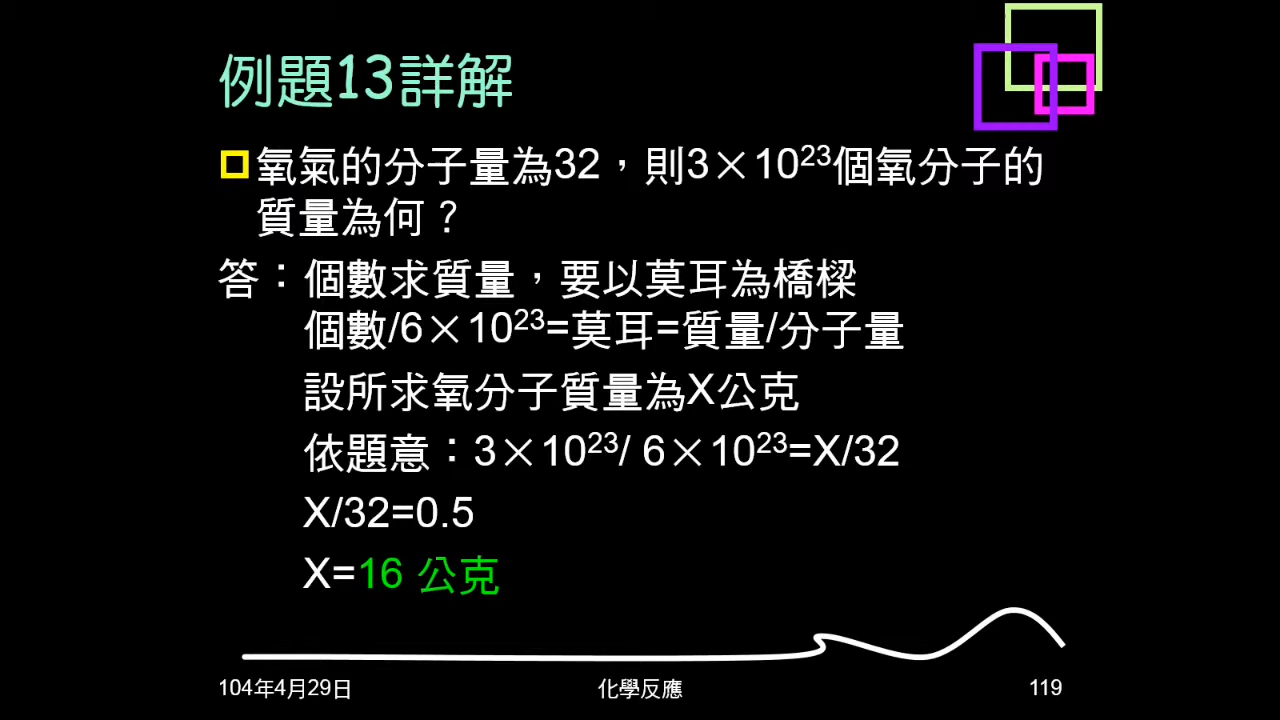 例題13詳解
氧氣的分子量為32，則3×10²³個氧分子的
質量為何？
答：個數求質量，要以莫耳為橋樑
個數/6×10²³=莫耳=質量/分子量
設所求氧分子質量為X公克
依題意：3×10²³/ 6×10²³=X/32
X/32=0.5
X=16 公克
104年4月29日
化學反應
119